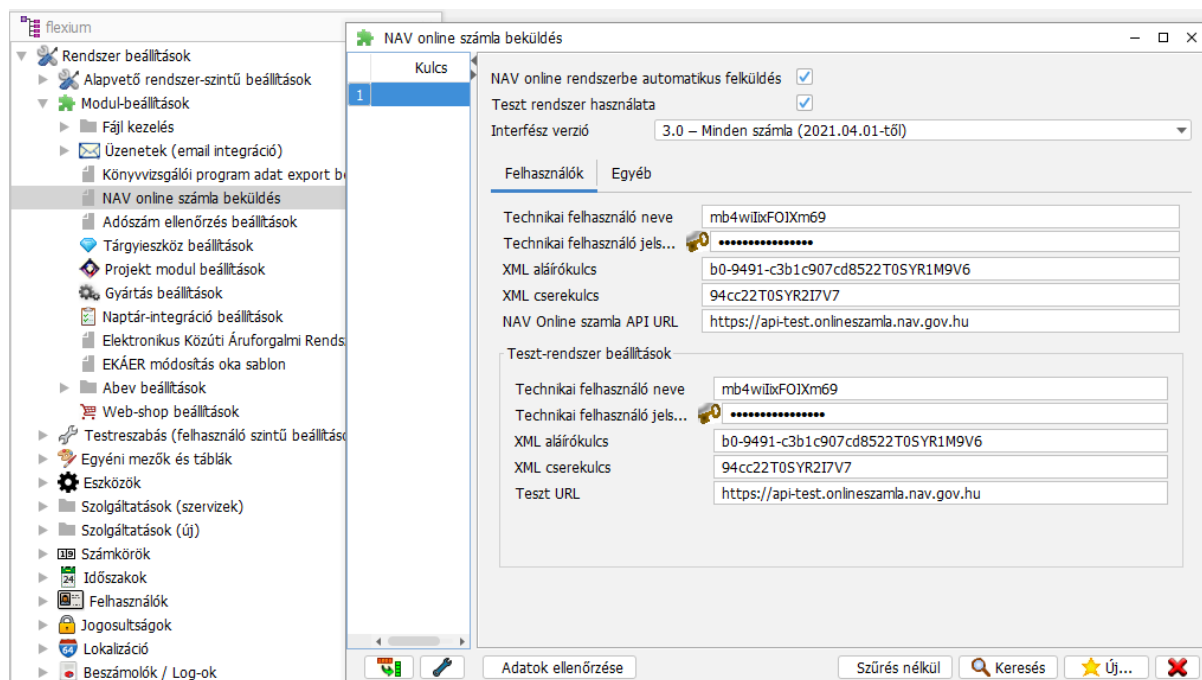 flexium
Rendszer beállítások
Alapvető rendszer-szintű beállítások
Modul-beállítások
Fájl kezelés
Üzenetek (email integráció)
Könyvvizsgálói program adat export
NAV online számla beküldés
Adószám ellenőrzés beállítások
Tárgyieszköz beállítások
Projekt modul beállítások
Gyártás beállítások
Naptár-integráció beállítások
Elektronikus Közúti Áruforgalmi Rends
EKÁER módosítás oka sablon
Abev beállítások
Web-shop beállítások
Testreszabás (felhasználó szintű beállítás
Egyéni mezők és táblák
Eszközök
Szolgáltatások (szervizek)
Szolgáltatások (új)
Számkörök
24 Időszakok
Felhasználók
Jogosultságok
64 Lokalizáció
Beszámolók / Log-ok
NAV online számla beküldés
Kulcs
1
NAV online rendszerbe automatikus felküldés
Teszt rendszer használata
Interfész verzió 3.0 – Minden számla (2021.04.01-től)
Felhasználók Egyéb
Technikai felhasználó neve mb4wiIixFOIXm69
Technikai felhasználó jels... ••••••••••••••••
XML aláírókulcs b0-9491-c3b1c907cd8522T0SYR1M9V6
XML cserekulcs 94cc22T0SYR2I7V7
NAV Online szamla API URL https://api-test.onlineszamla.nav.gov.hu
Teszt-rendszer beállítások
Technikai felhasználó neve mb4wiIixFOIXm69
Technikai felhasználó jels... ••••••••••••••••
XML aláírókulcs b0-9491-c3b1c907cd8522T0SYR1M9V6
XML cserekulcs 94cc22T0SYR2I7V7
Teszt URL https://api-test.onlineszamla.nav.gov.hu
Adatok ellenőrzése Szűrés nélkül Keresés Új...